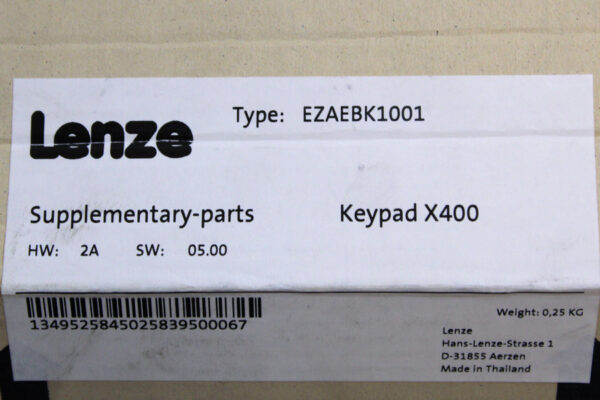 Lenze
Type: EZAEBK1001
Supplementary-parts
Keypad X400
HW: 2A SW: 05.00
1349525845025839500067
Weight: 0,25 KG
Lenze
Hans-Lenze-Strasse 1
D-31855 Aerzen
Made in Thailand